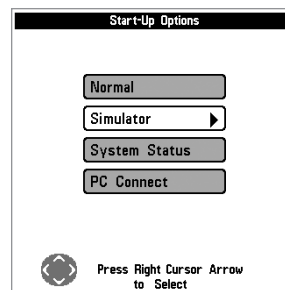 Start-Up Options
Normal
Simulator
System Status
PC Connect
Press Right Cursor Arrow
to Select